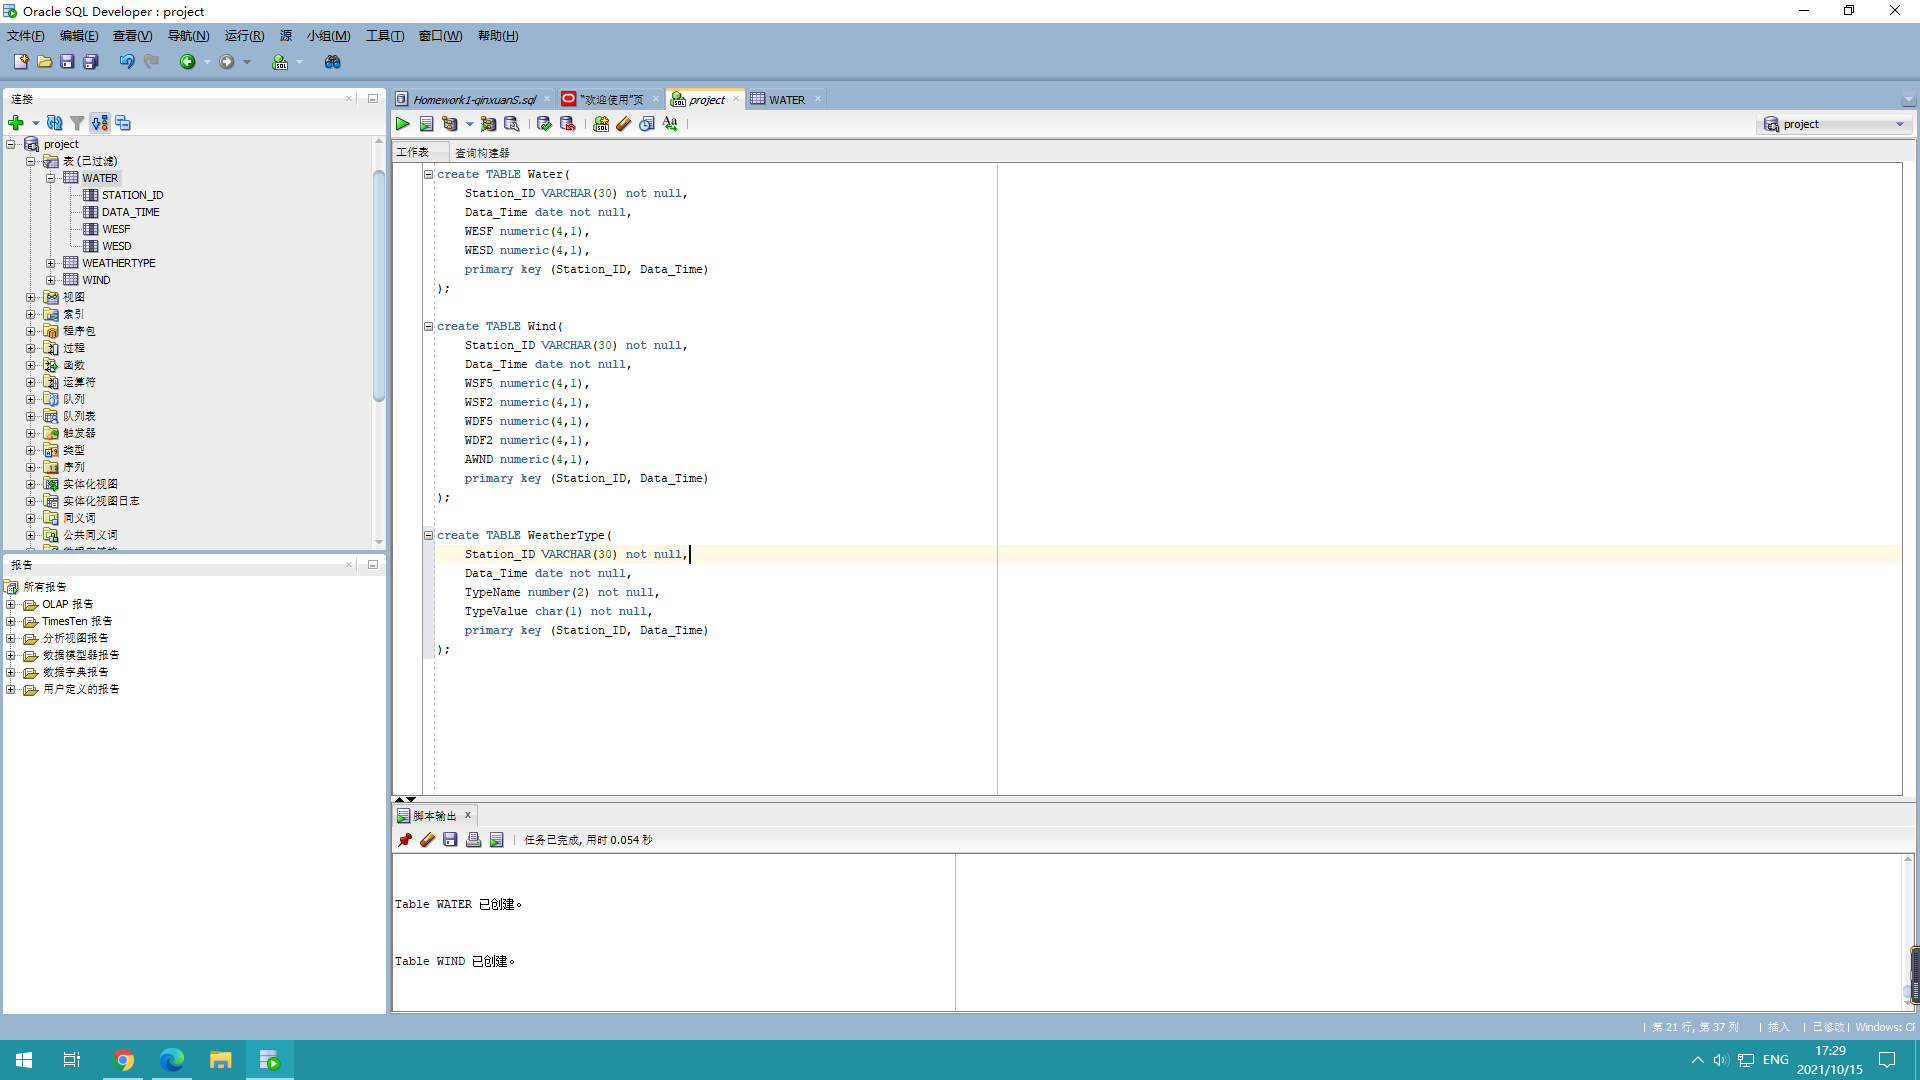 Oracle SQL Developer : project
文件(F) 编辑(E) 查看(V) 导航(N) 运行(R) 源 小组(M) 工具(T) 窗口(W) 帮助(H)
连接
project
表 (已过滤)
WATER
STATION_ID
DATA_TIME
WESF
WESD
WEATHERTYPE
WIND
视图
索引
程序包
过程
函数
运算符
队列
队列表
触发器
类型
序列
实体化视图
实体化视图日志
同义词
公共同义词
报告
所有报告
OLAP 报告
TimesTen 报告
分析视图报告
数据模型器报告
数据字典报告
用户定义的报告
Homework1-qinxuanS.sql "欢迎使用"页 project WATER
project
工作表 查询构建器
create TABLE Water(
Station_ID VARCHAR(30) not null,
Data_Time date not null,
WESF numeric(4,1),
WESD numeric(4,1),
primary key (Station_ID, Data_Time)
);
create TABLE Wind(
Station_ID VARCHAR(30) not null,
Data_Time date not null,
WSF5 numeric(4,1),
WSF2 numeric(4,1),
WDF5 numeric(4,1),
WDF2 numeric(4,1),
AWND numeric(4,1),
primary key (Station_ID, Data_Time)
);
create TABLE WeatherType(
Station_ID VARCHAR(30) not null,
Data_Time date not null,
TypeName number(2) not null,
TypeValue char(1) not null,
primary key (Station_ID, Data_Time)
);
脚本输出
任务已完成, 用时 0.054 秒
Table WATER 已创建。
Table WIND 已创建。
第 21 行, 第 37 列 | 插入 | 已修改 | Windows: CF
ENG
17:29
2021/10/15